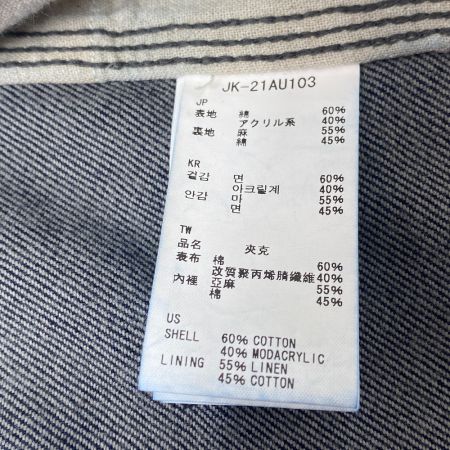 JK-21AU103
JP
表地 綿 60%
アクリル系 40%
裏地 麻 55%
綿 45%
KR
겉감 면 60%
아크릴계 40%
안감 마 55%
면 45%
TW
品名 夾克
表布 棉 60%
改質聚丙烯腈纖維 40%
內裡 亞麻 55%
棉 45%
US
SHELL 60% COTTON
40% MODACRYLIC
LINING 55% LINEN
45% COTTON